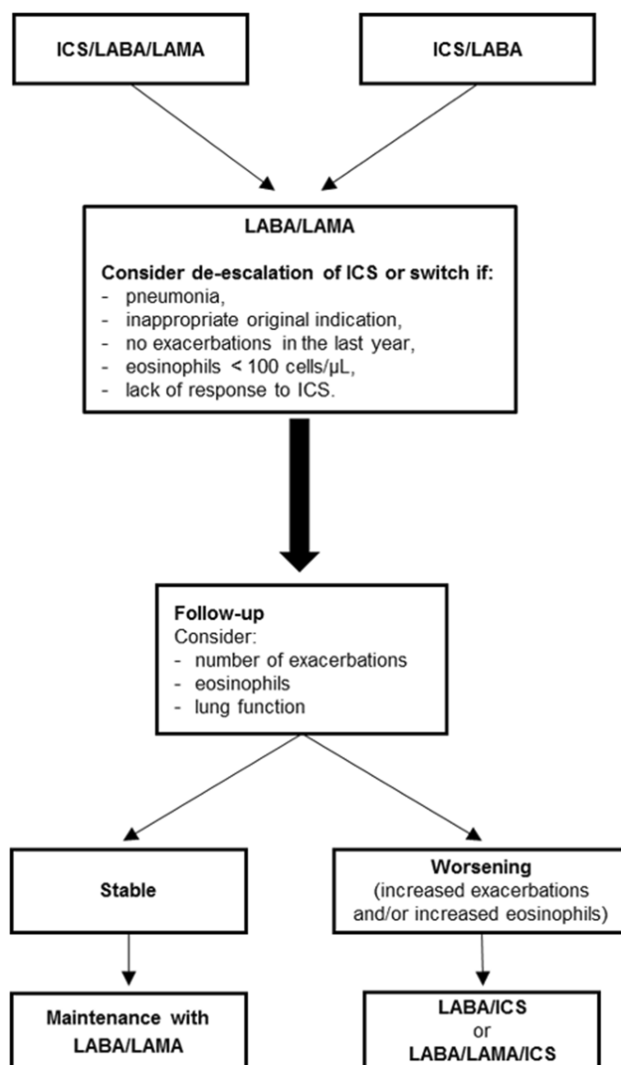 ICS/LABA/LAMA
ICS/LABA
LABA/LAMA
Consider de-escalation of ICS or switch if:
- pneumonia,
- inappropriate original indication,
- no exacerbations in the last year,
- eosinophils < 100 cells/µL,
- lack of response to ICS.
Follow-up
Consider:
- number of exacerbations
- eosinophils
- lung function
Stable
Worsening
(increased exacerbations
and/or increased eosinophils)
Maintenance with
LABA/LAMA
LABA/ICS
or
LABA/LAMA/ICS